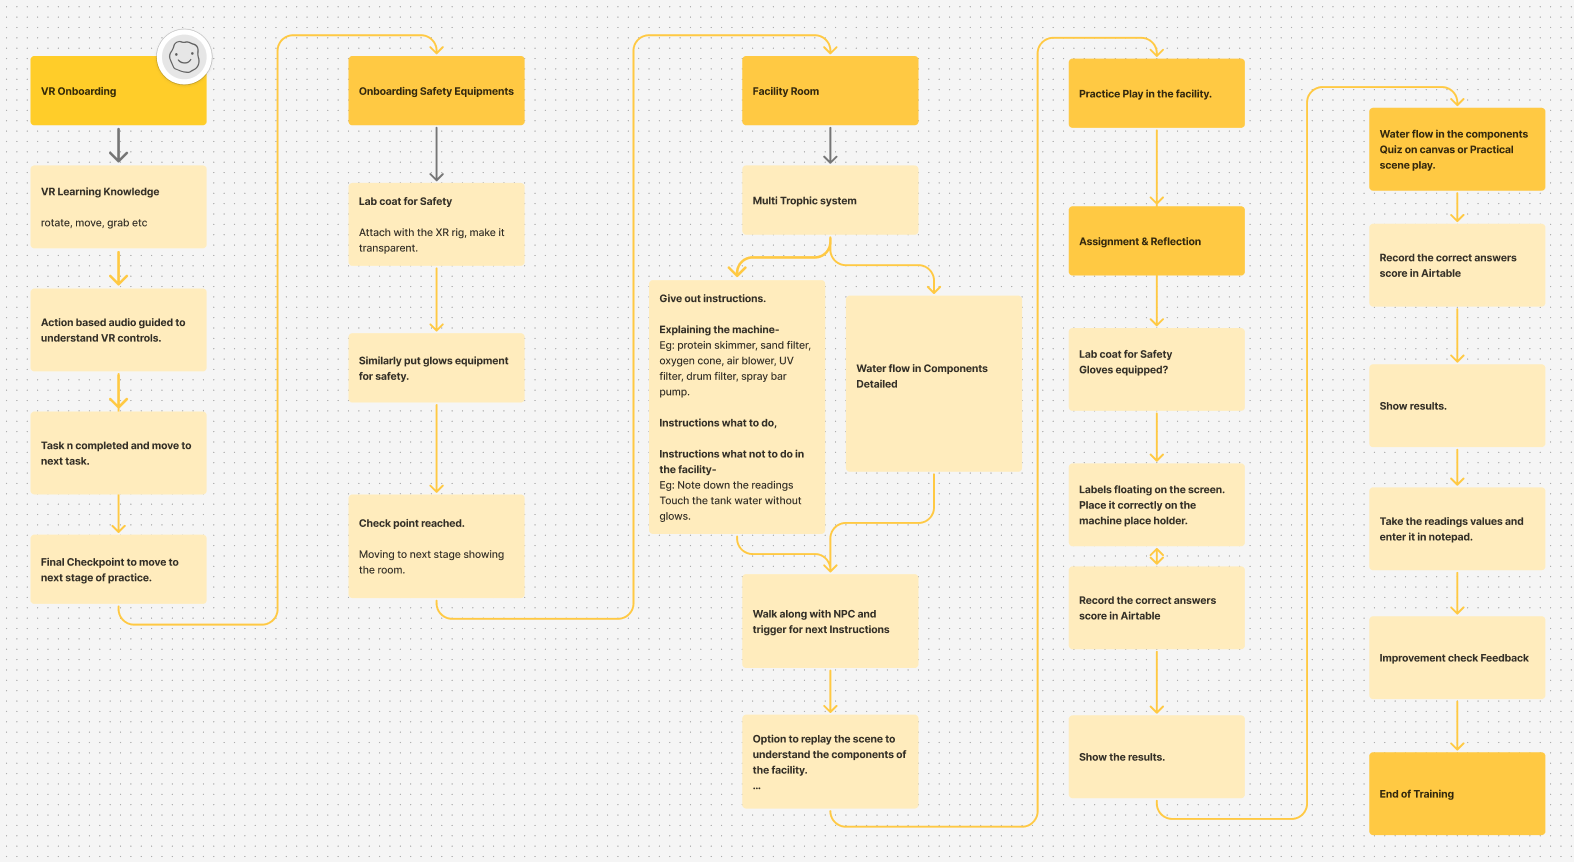 VR Onboarding
VR Learning Knowledge
rotate, move, grab etc
Action based audio guided to
understand VR controls.
Task n completed and move to
next task.
Final Checkpoint to move to
next stage of practice.
Onboarding Safety Equipments
Lab coat for Safety
Attach with the XR rig, make it
transparent.
Similarly put glows equipment
for safety.
Check point reached.
Moving to next stage showing
the room.
Facility Room
Multi Trophic system
Give out instructions.
Explaining the machine-
Eg: protein skimmer, sand filter,
oxygen cone, air blower, UV
filter, drum filter, spray bar
pump.
Instructions what to do,
Instructions what not to do in
the facility-
Eg: Note down the readings
Touch the tank water without
glows.
Water flow in Components
Detailed
Walk along with NPC and
trigger for next Instructions
Option to replay the scene to
understand the components of
the facility.
...
Practice Play in the facility.
Assignment & Reflection
Lab coat for Safety
Gloves equipped?
Labels floating on the screen.
Place it correctly on the
machine place holder.
Record the correct answers
score in Airtable
Show the results.
Water flow in the components
Quiz on canvas or Practical
scene play.
Record the correct answers
score in Airtable
Show results.
Take the readings values and
enter it in notepad.
Improvement check Feedback
End of Training